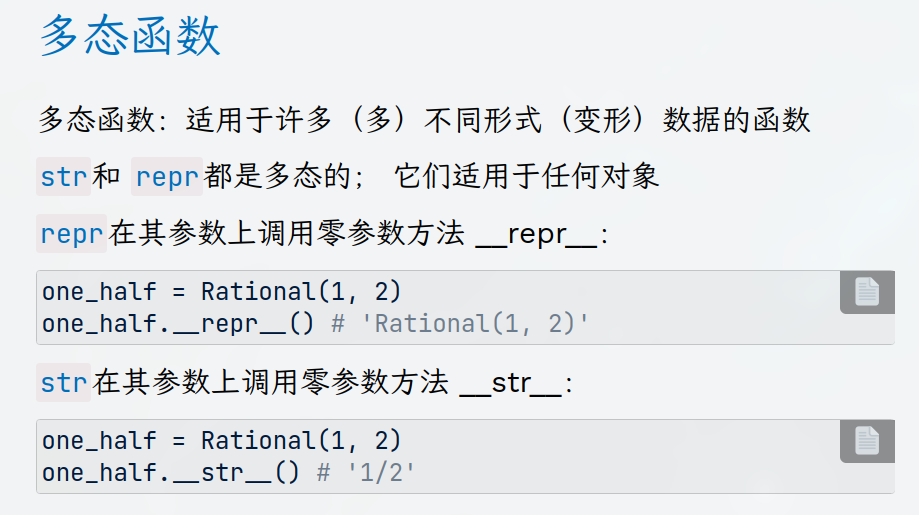 多态函数
多态函数：适用于许多（多）不同形式（变形）数据的函数
str和 repr都是多态的； 它们适用于任何对象
repr在其参数上调用零参数方法 __repr__：
one_half = Rational(1, 2)
one_half.__repr__() # 'Rational(1, 2)'
str在其参数上调用零参数方法 __str__：
one_half = Rational(1, 2)
one_half.__str__() # '1/2'